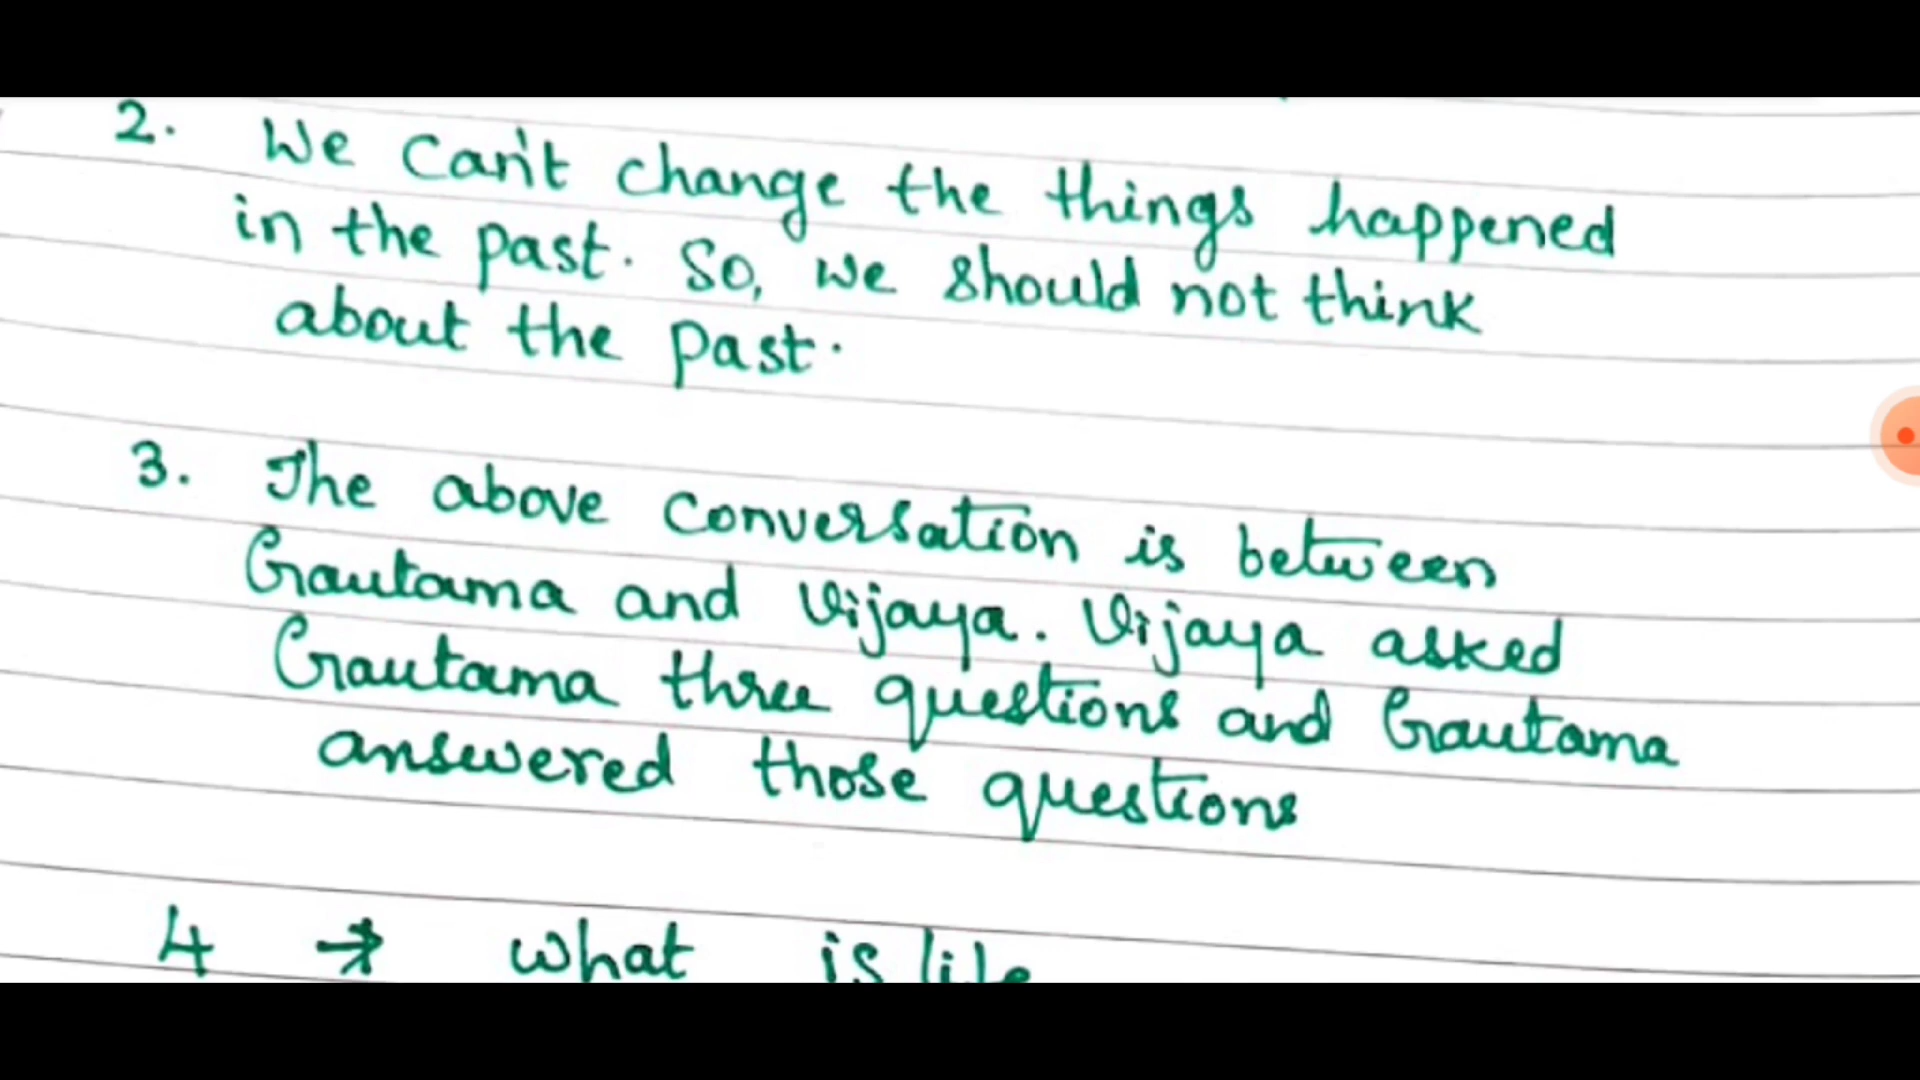 2. We Can't change the things happened
in the past. So, we should not think
about the past.
3. The above conversation is between
Gautama and Vijaya. Vijaya asked
Gautama three questions and Gautama
answered those questions
4 → what is life